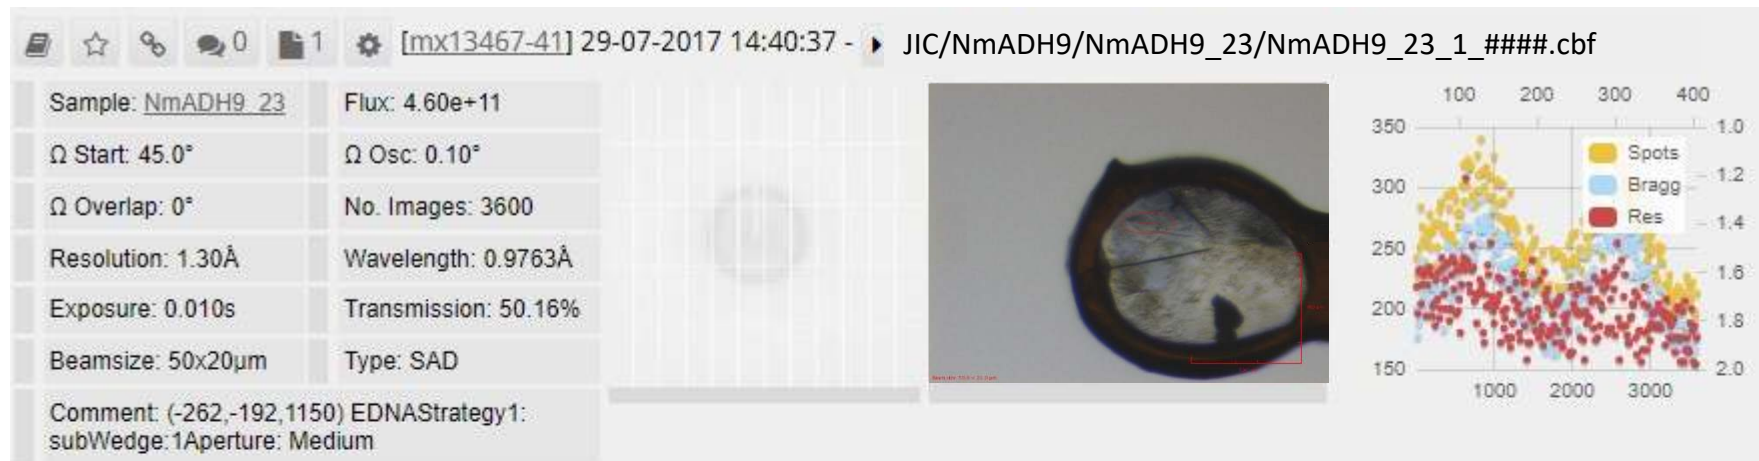 0 1 [mx13467-41] 29-07-2017 14:40:37 - JIC/NmADH9/NmADH9_23/NmADH9_23_1_####.cbf
Sample: NmADH9_23 Flux: 4.60e+11
Ω Start: 45.0° Ω Osc: 0.10°
Ω Overlap: 0° No. Images: 3600
Resolution: 1.30Å Wavelength: 0.9763Å
Exposure: 0.010s Transmission: 50.16%
Beamsize: 50x20µm Type: SAD
Comment: (-262,-192,1150) EDNAStrategy1:
subWedge:1Aperture: Medium
100 200 300 400
350 1.0
Spots
1.2
300 Bragg
Res
1.4
250
1.6
200
1.8
150 2.0
1000 2000 3000